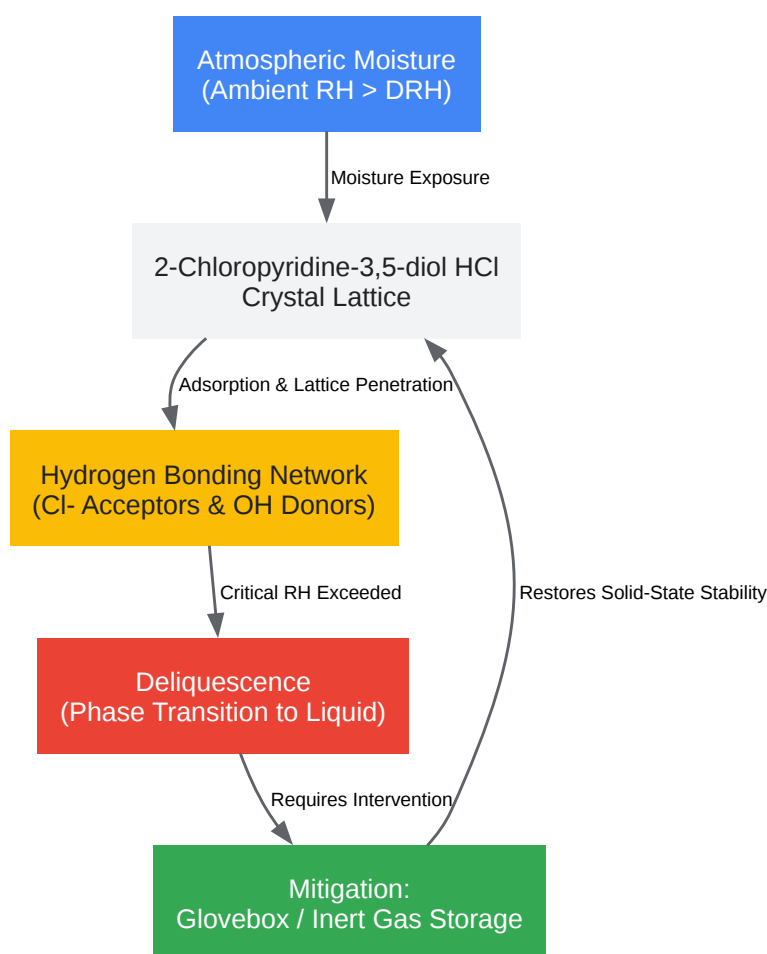 Atmospheric Moisture
(Ambient RH > DRH)
Moisture Exposure
2-Chloropyridine-3,5-diol HCl
Crystal Lattice
Adsorption & Lattice Penetration
Hydrogen Bonding Network
(Cl- Acceptors & OH Donors)
Critical RH Exceeded
Restores Solid-State Stability
Deliquescence
(Phase Transition to Liquid)
Requires Intervention
Mitigation:
Glovebox / Inert Gas Storage